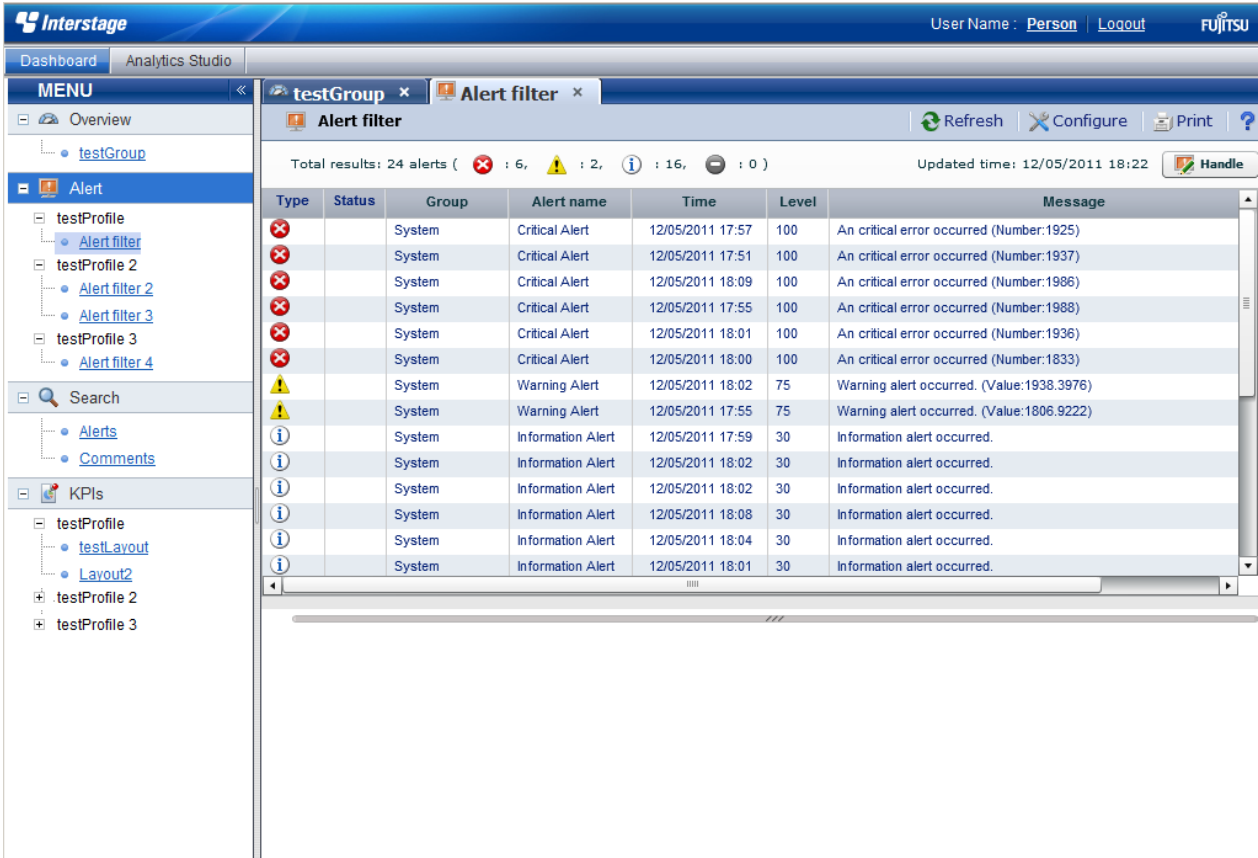 Interstage User Name : Person | Logout FUJITSU
Dashboard Analytics Studio
MENU «
Overview
testGroup
Alert
testProfile
Alert filter
testProfile 2
Alert filter 2
Alert filter 3
testProfile 3
Alert filter 4
Search
Alerts
Comments
KPIs
testProfile
testLayout
Layout2
testProfile 2
testProfile 3
testGroup × Alert filter ×
Alert filter Refresh Configure Print ?
Total results: 24 alerts ( : 6, : 2, : 16, : 0 ) Updated time: 12/05/2011 18:22 Handle
Type Status Group Alert name Time Level Message
System Critical Alert 12/05/2011 17:57 100 An critical error occurred (Number:1925)
System Critical Alert 12/05/2011 17:51 100 An critical error occurred (Number:1937)
System Critical Alert 12/05/2011 18:09 100 An critical error occurred (Number:1986)
System Critical Alert 12/05/2011 17:55 100 An critical error occurred (Number:1988)
System Critical Alert 12/05/2011 18:01 100 An critical error occurred (Number:1936)
System Critical Alert 12/05/2011 18:00 100 An critical error occurred (Number:1833)
System Warning Alert 12/05/2011 18:02 75 Warning alert occurred. (Value:1938.3976)
System Warning Alert 12/05/2011 17:55 75 Warning alert occurred. (Value:1806.9222)
System Information Alert 12/05/2011 17:59 30 Information alert occurred.
System Information Alert 12/05/2011 18:02 30 Information alert occurred.
System Information Alert 12/05/2011 18:02 30 Information alert occurred.
System Information Alert 12/05/2011 18:08 30 Information alert occurred.
System Information Alert 12/05/2011 18:04 30 Information alert occurred.
System Information Alert 12/05/2011 18:01 30 Information alert occurred.